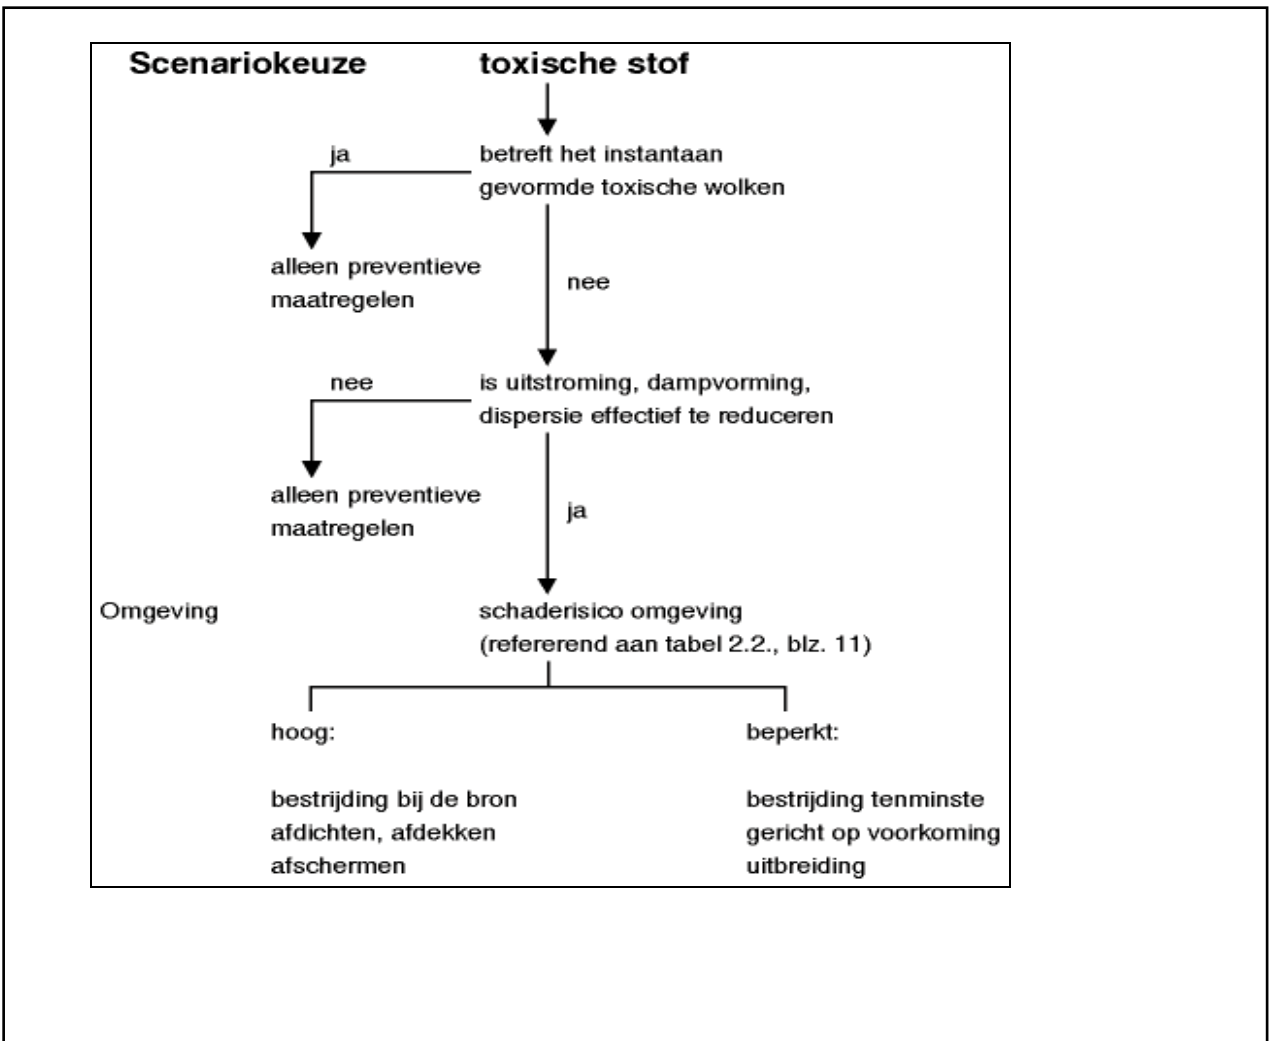 Scenariokeuze toxische stof
ja
betreft het instantaan
gevormde toxische wolken
alleen preventieve
maatregelen
nee
nee
is uitstroming, dampvorming,
dispersie effectief te reduceren
alleen preventieve
maatregelen
ja
Omgeving
schaderisico omgeving
(refererend aan tabel 2.2., blz. 11)
hoog:
bestrijding bij de bron
afdichten, afdekken
afschermen
beperkt:
bestrijding tenminste
gericht op voorkoming
uitbreiding